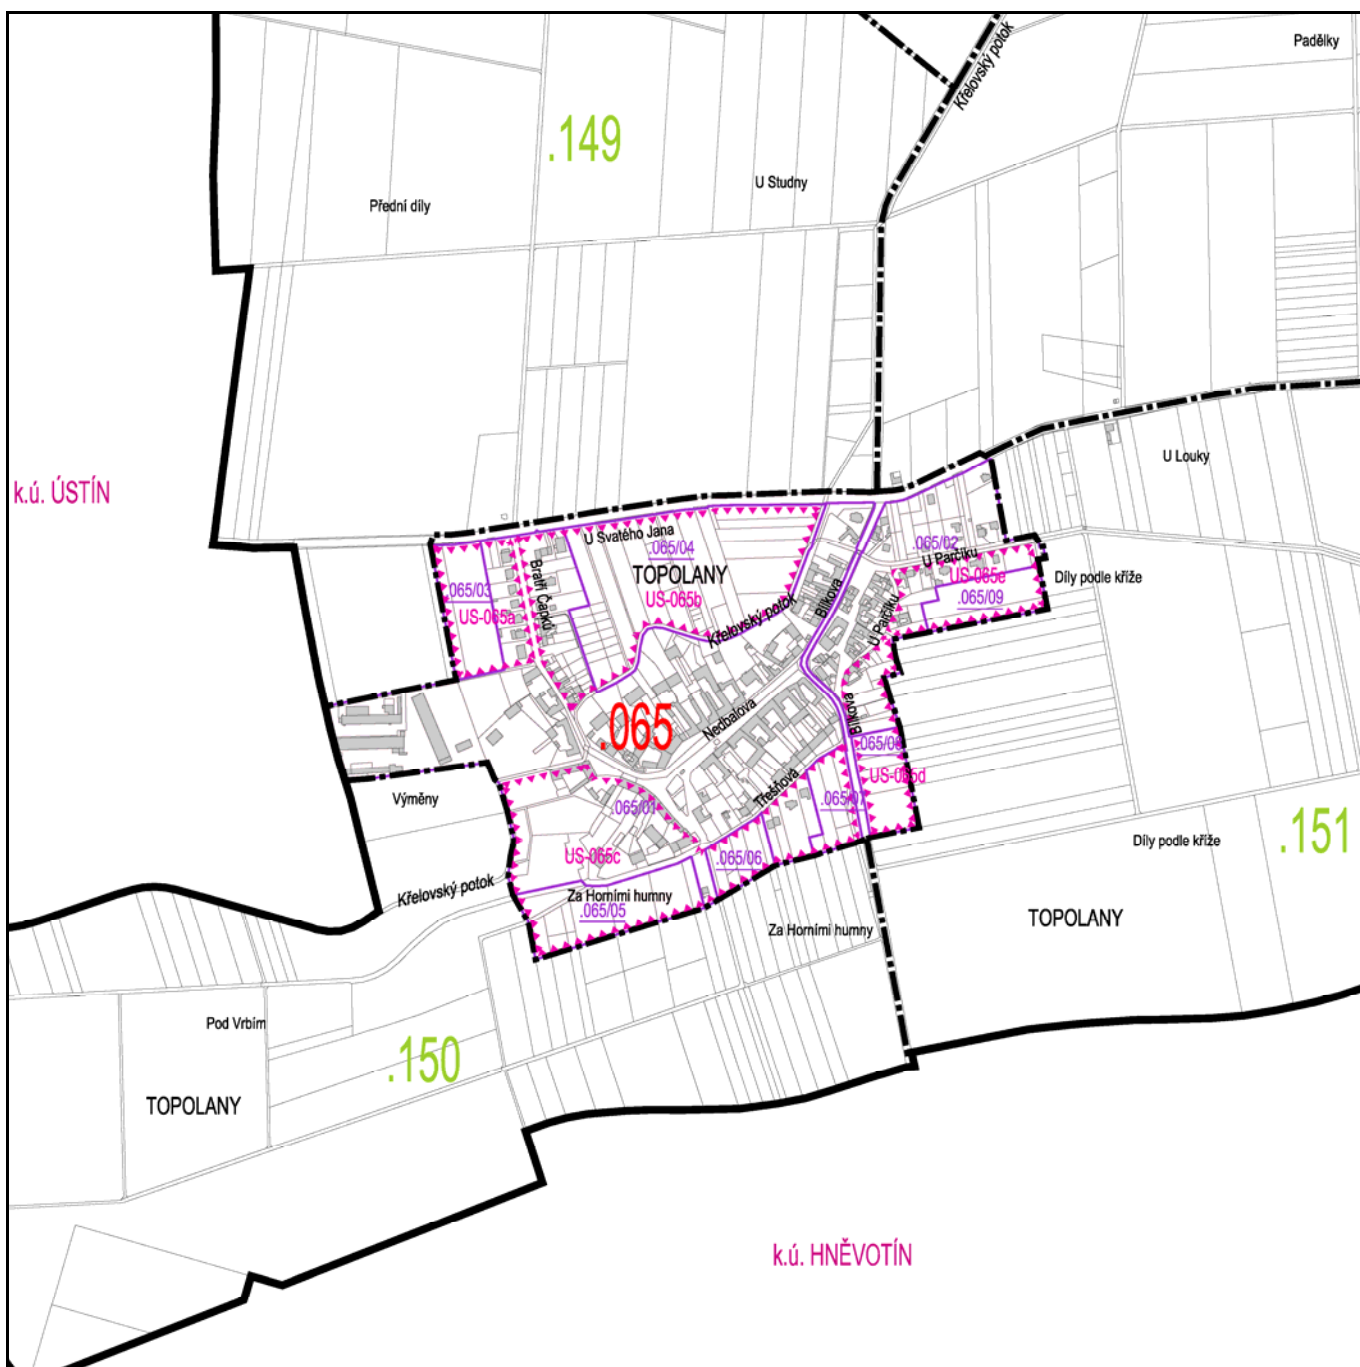 Padělky
Křelovský potok
.149
U Studny
Přední díly
U Louky
k.ú. ÚSTÍN
U Svatého Jana
.065/04
.065/02
U Parčíku
TOPOLANY
Bratří Čapků
.065/03
US-065a
US-065b
US-065e
.065/09
Díly podle kříže
Blíkova
Křelovský potok
U Parčíku
.065
Nedbalova
Blíkova
.065/08
US-065d
Třešňová
Výměny
.065/01
.065/07
.151
Díly podle kříže
US-065c
.065/06
Křelovský potok
Za Horními humny
.065/05
TOPOLANY
Za Horními humny
Pod Vrbím
.150
TOPOLANY
k.ú. HNĚVOTÍN